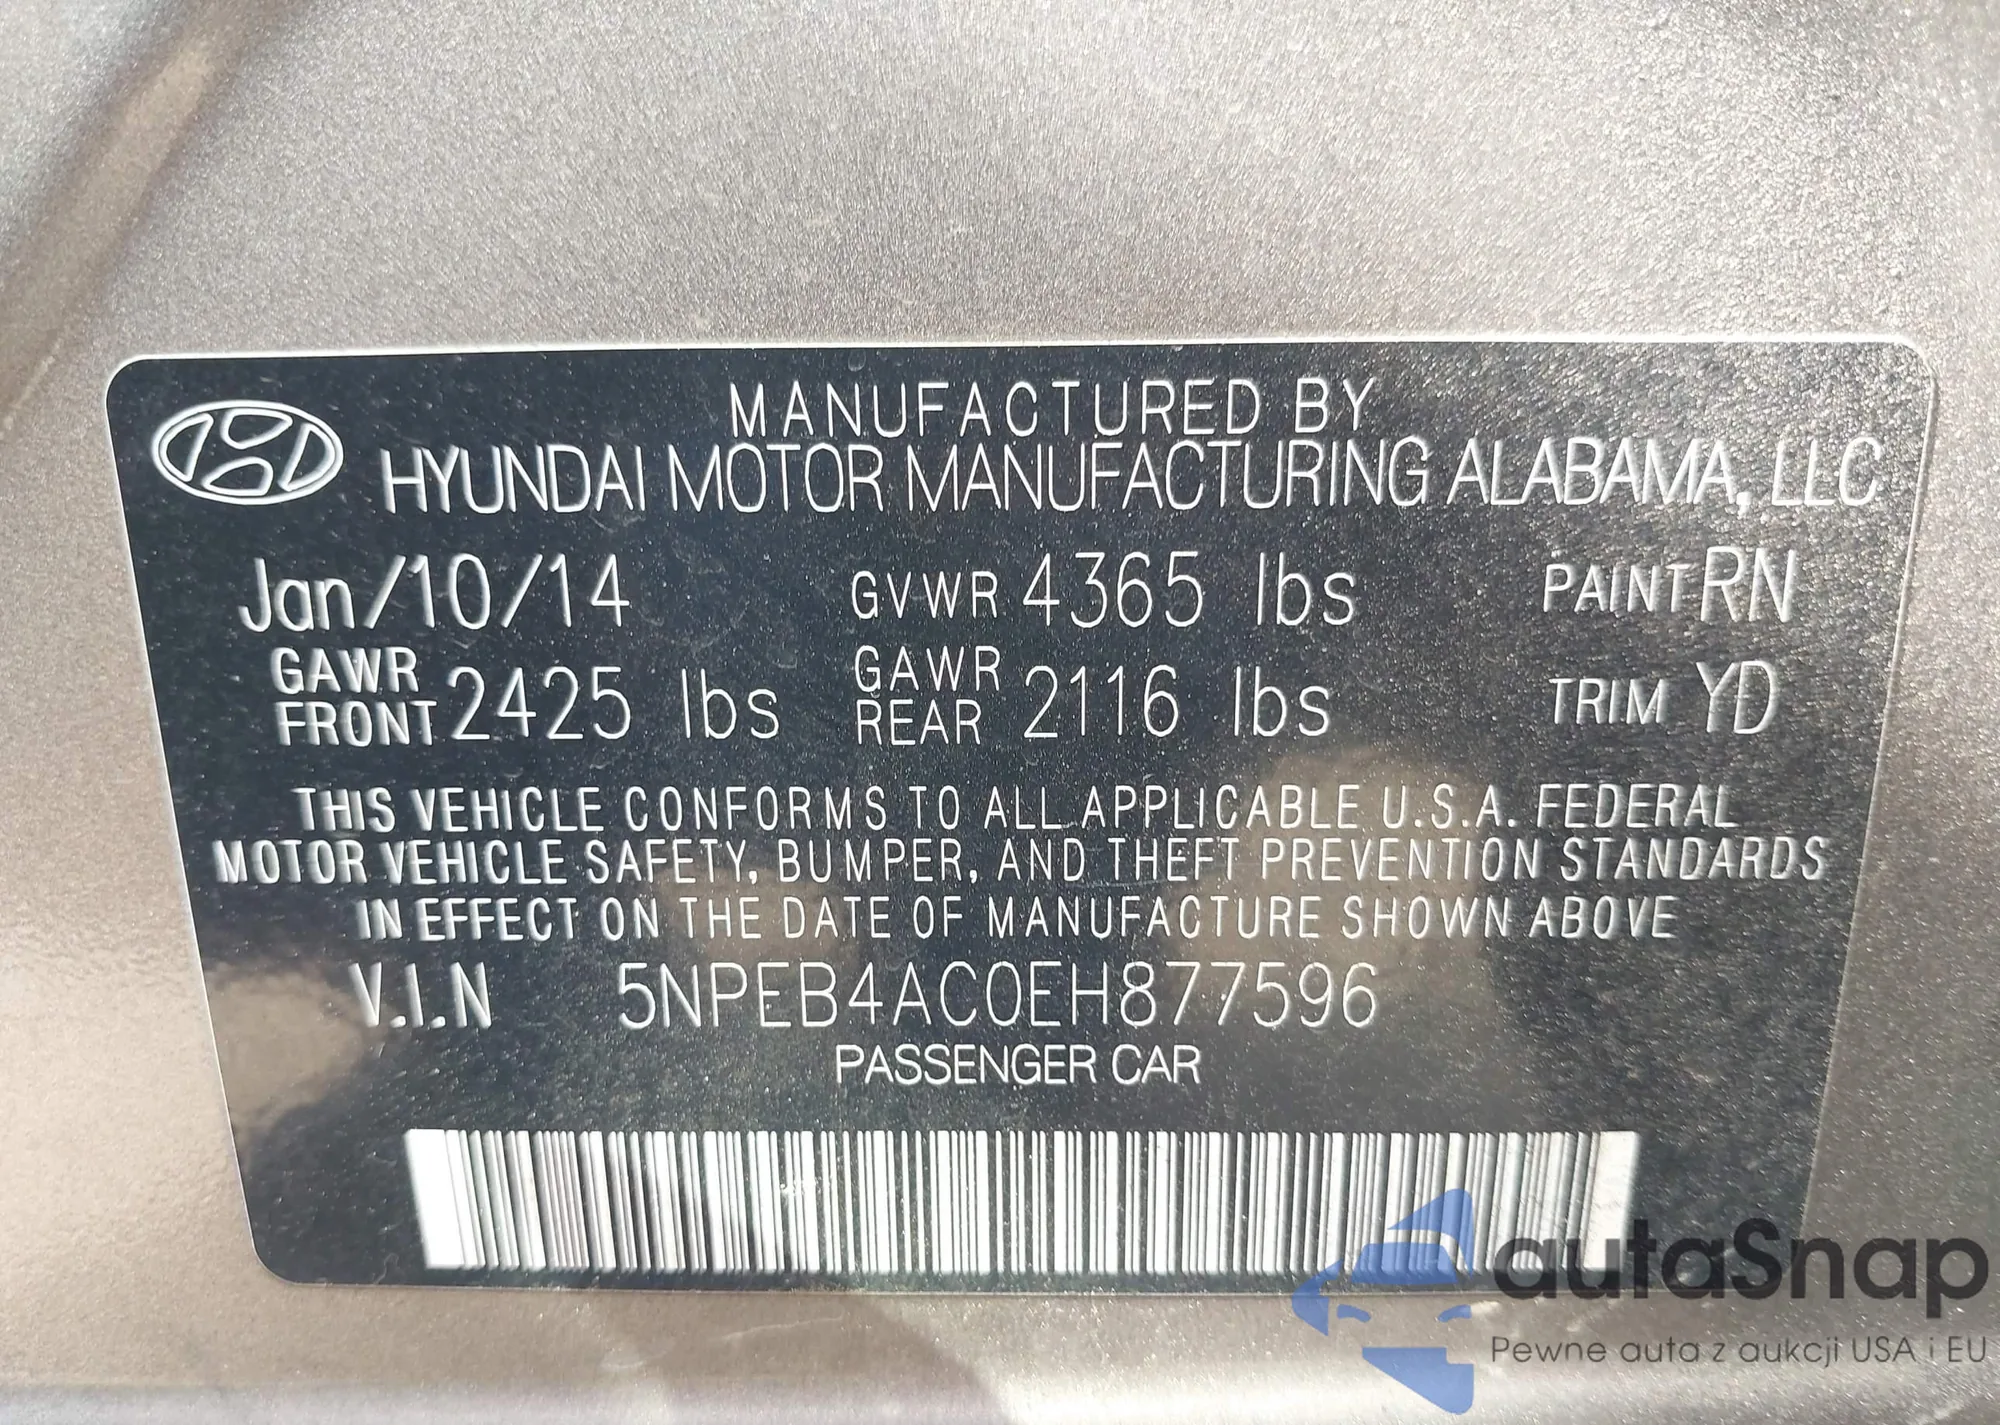 MANUFACTURED BY
HYUNDAI MOTOR MANUFACTURING ALABAMA, LLC
Jan/10/14 GVWR 4365 lbs PAINT RN
GAWR FRONT 2425 lbs GAWR REAR 2116 lbs TRIM YD
THIS VEHICLE CONFORMS TO ALL APPLICABLE U.S.A. FEDERAL
MOTOR VEHICLE SAFETY, BUMPER, AND THEFT PREVENTION STANDARDS
IN EFFECT ON THE DATE OF MANUFACTURE SHOWN ABOVE
V.I.N 5NPEB4AC0EH877596
PASSENGER CAR
autaSnap
Pewne auta z aukcji USA i EU